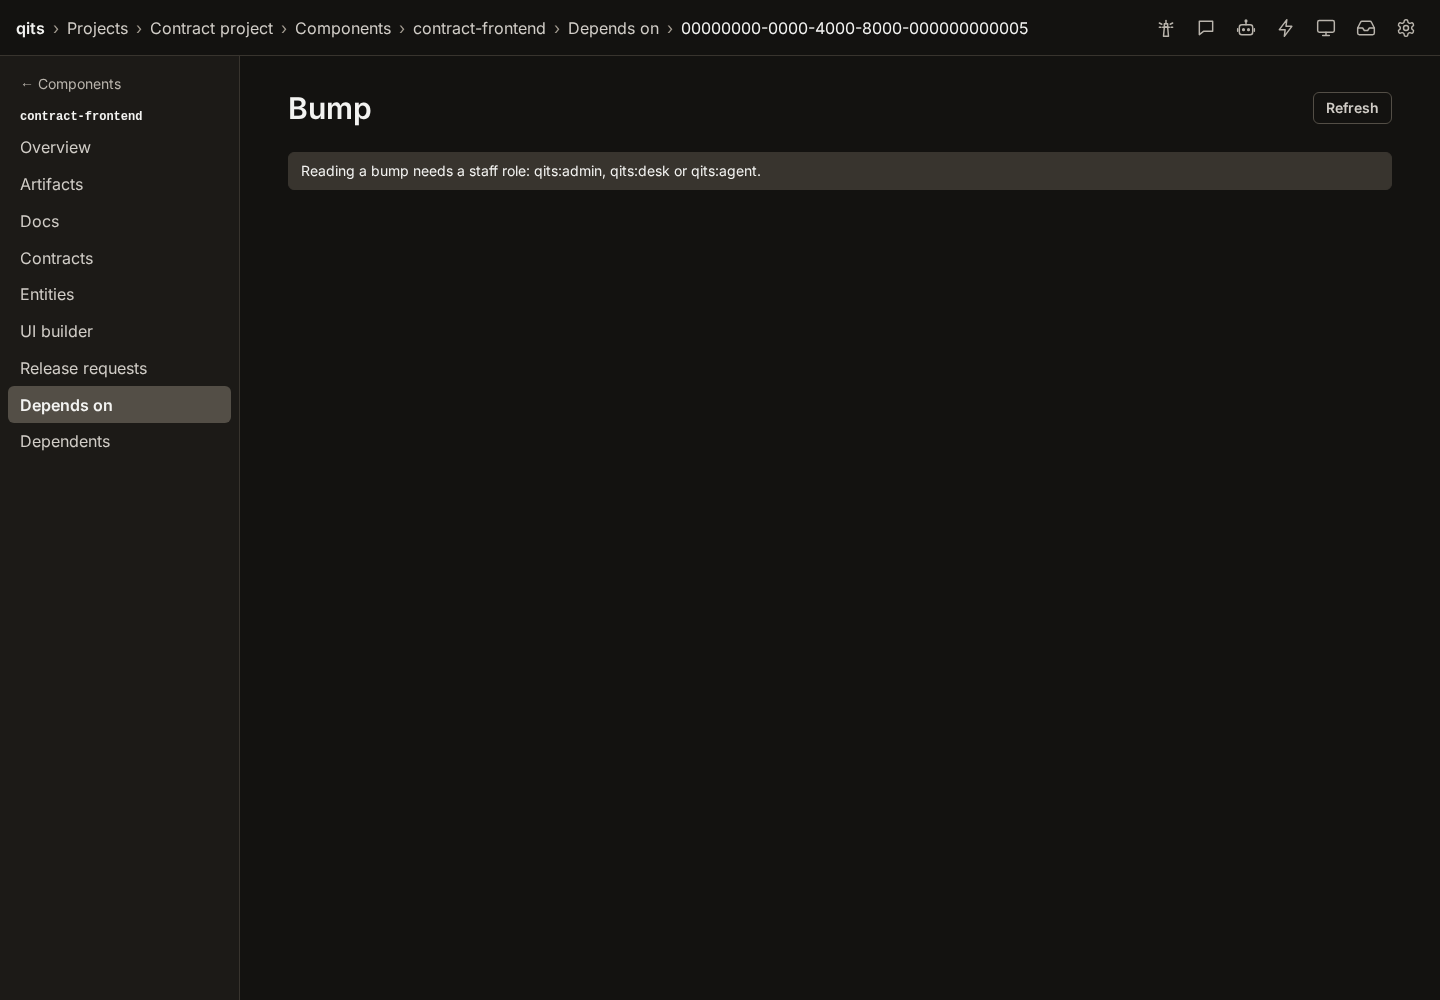 qits › Projects › Contract project › Components › contract-frontend › Depends on › 00000000-0000-4000-8000-000000000005
← Components
contract-frontend
Overview
Artifacts
Docs
Contracts
Entities
UI builder
Release requests
Depends on
Dependents
Bump
Refresh
Reading a bump needs a staff role: qits:admin, qits:desk or qits:agent.